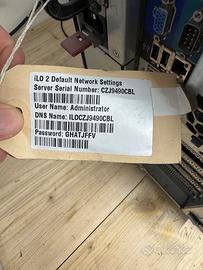 iLO 2 Default Network Settings
Server Serial Number: CZJ9490CBL
User Name: Administrator
DNS Name: ILOCZJ9490CBL
Password: GHATJFFV